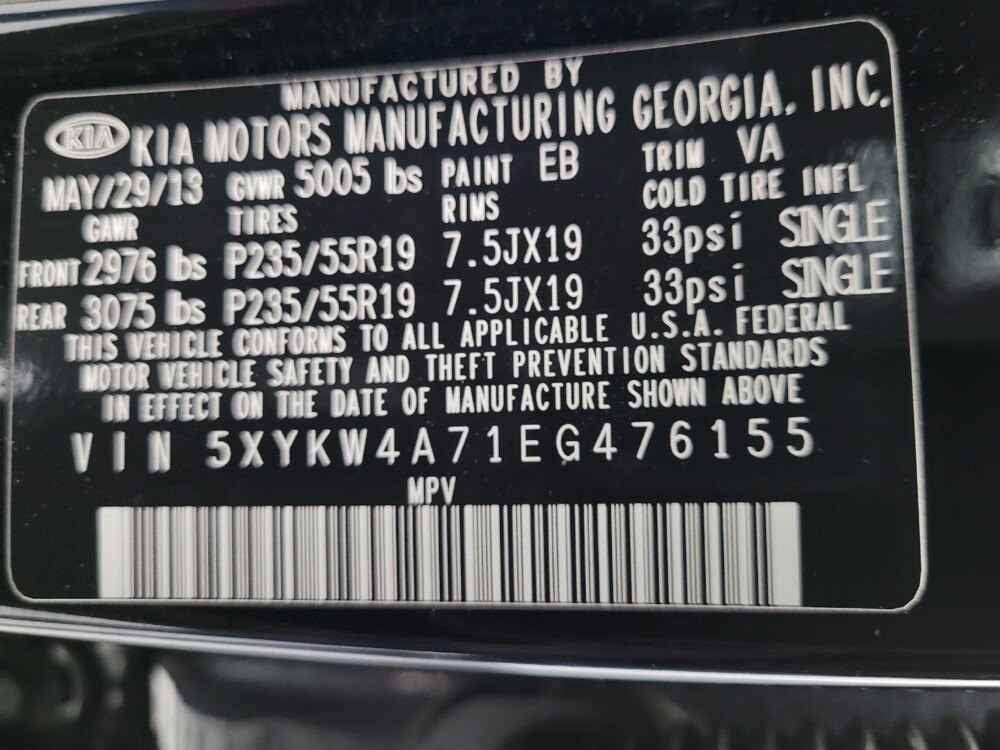 MANUFACTURED BY
KIA KIA MOTORS MANUFACTURING GEORGIA, INC.
MAY/29/13 GVWR 5005 lbs PAINT EB TRIM VA
GAWR TIRES RIMS COLD TIRE INFL
FRONT 2976 lbs P235/55R19 7.5JX19 33psi SINGLE
REAR 3075 lbs P235/55R19 7.5JX19 33psi SINGLE
THIS VEHICLE CONFORMS TO ALL APPLICABLE U.S.A. FEDERAL
MOTOR VEHICLE SAFETY AND THEFT PREVENTION STANDARDS
IN EFFECT ON THE DATE OF MANUFACTURE SHOWN ABOVE
VIN 5XYKW4A71EG476155
MPV